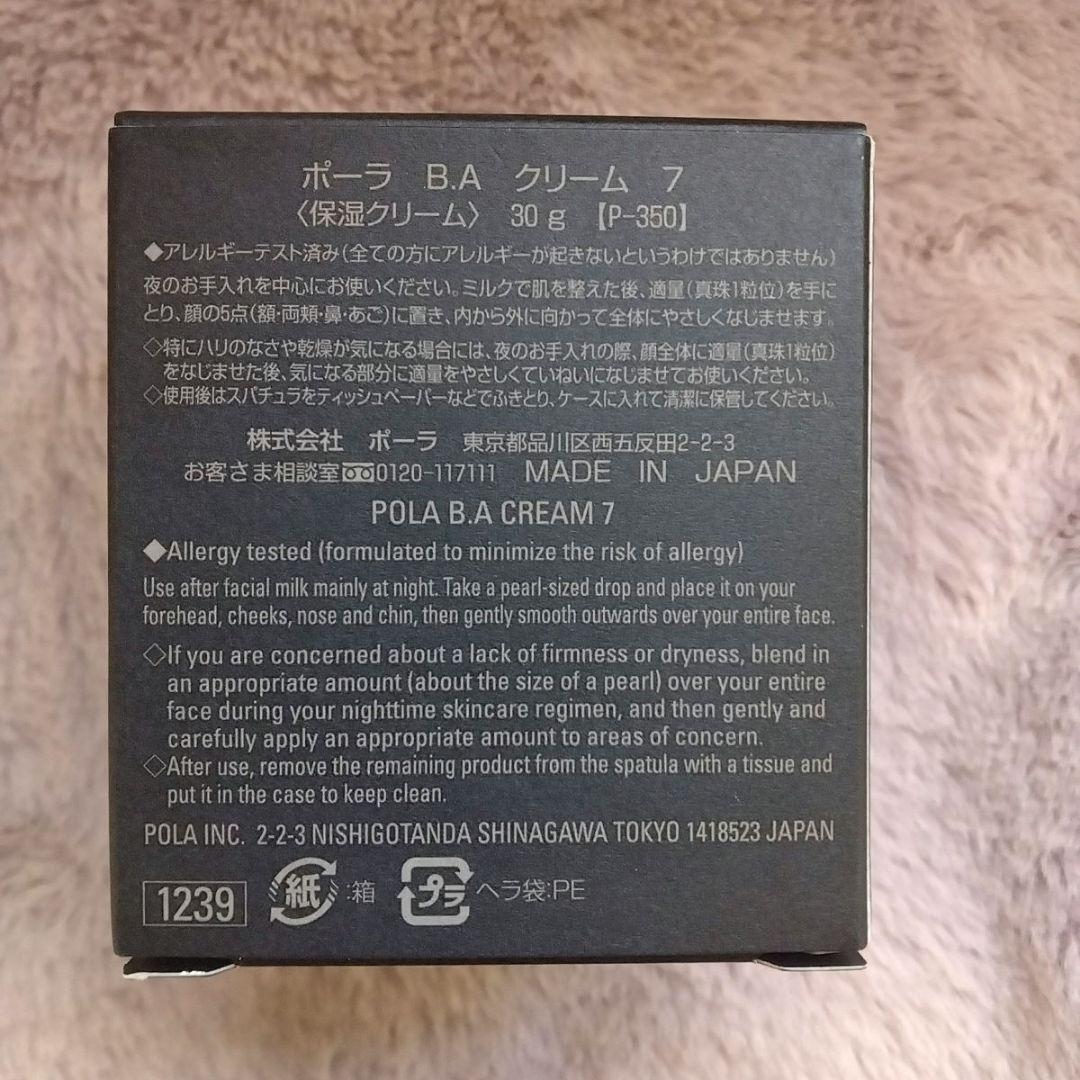 ポーラ B.A クリーム 7
〈保湿クリーム〉 30g 【P-350】
◆アレルギーテスト済み(全ての方にアレルギーが起きないというわけではありません)
夜のお手入れを中心にお使いください。ミルクで肌を整えた後、適量(真珠1粒位)を手に
とり、顔の5点(額・両頬・鼻・あご)に置き、内から外に向かって全体にやさしくなじませます。
◇特にハリのなさや乾燥が気になる場合には、夜のお手入れの際、顔全体に適量(真珠1粒位)
をなじませた後、気になる部分に適量をやさしくていねいになじませてお使いください。
◇使用後はスパチュラをティッシュペーパーなどでふきとり、ケースに入れて清潔に保管してください。
株式会社 ポーラ 東京都品川区西五反田2-2-3
お客さま相談室 0120-117111 MADE IN JAPAN
POLA B.A CREAM 7
◆Allergy tested (formulated to minimize the risk of allergy)
Use after facial milk mainly at night. Take a pearl-sized drop and place it on your
forehead, cheeks, nose and chin, then gently smooth outwards over your entire face.
◇If you are concerned about a lack of firmness or dryness, blend in
an appropriate amount (about the size of a pearl) over your entire
face during your nighttime skincare regimen, and then gently and
carefully apply an appropriate amount to areas of concern.
◇After use, remove the remaining product from the spatula with a tissue and
put it in the case to keep clean.
POLA INC. 2-2-3 NISHIGOTANDA SHINAGAWA TOKYO 1418523 JAPAN
1239 紙:箱 プラ ヘラ袋:PE